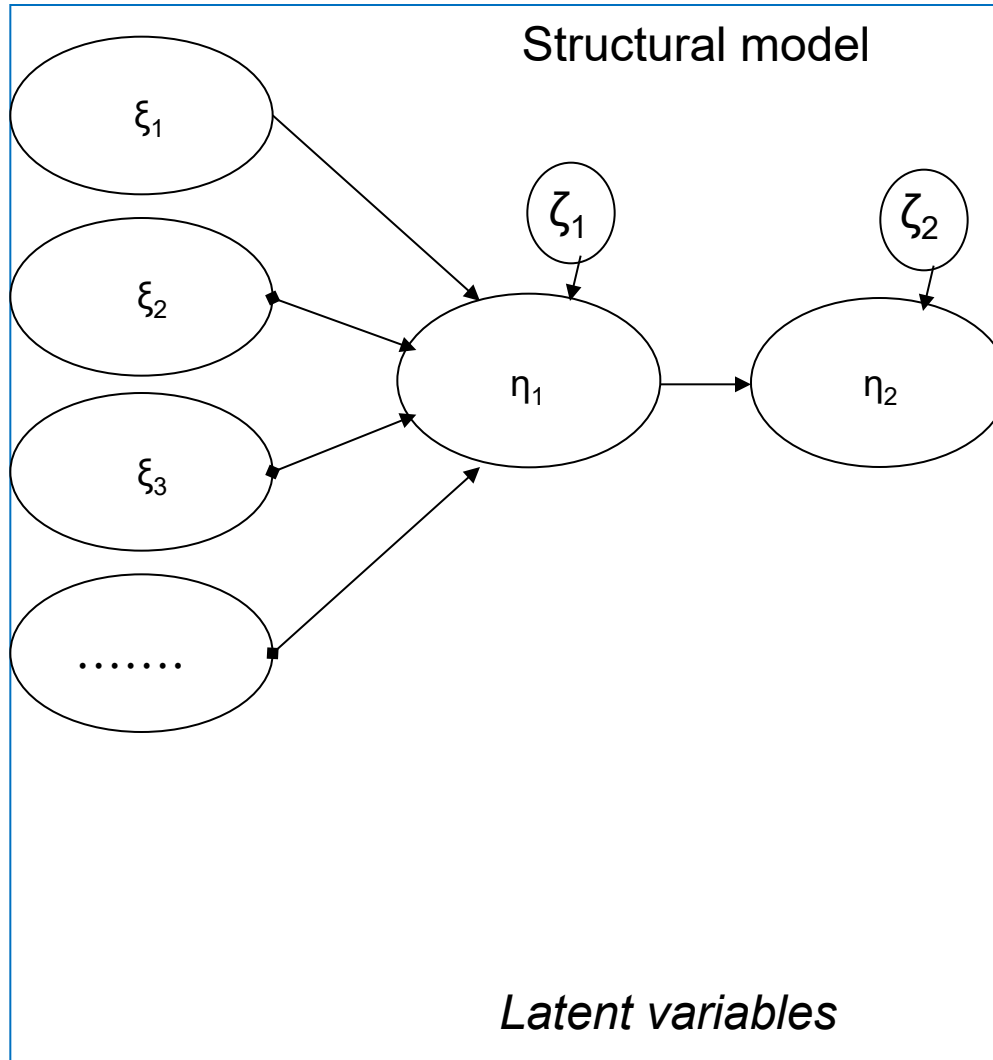 Structural model
ξ1
ζ1
ζ2
ξ2
η1
η2
ξ3
.......
Latent variables